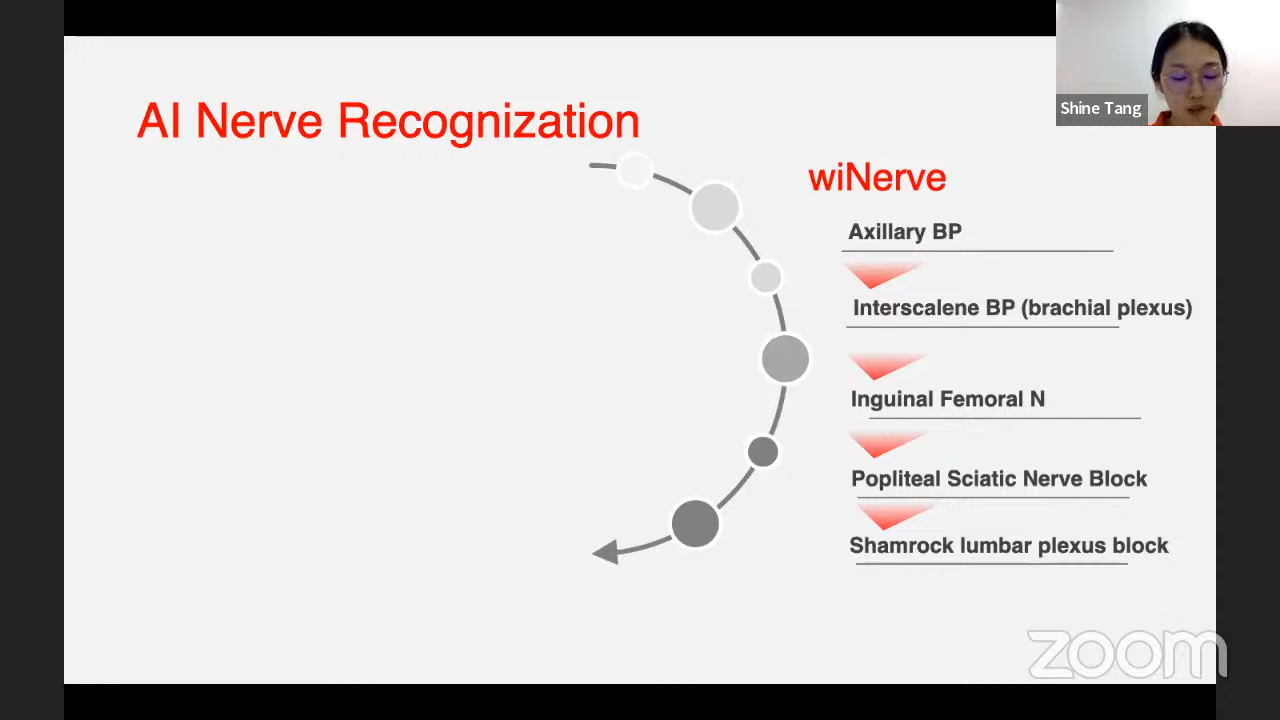 AI Nerve Recognization
Shine Tang
wiNerve
Axillary BP
Interscalene BP (brachial plexus)
Inguinal Femoral N
Popliteal Sciatic Nerve Block
Shamrock lumbar plexus block
zoom